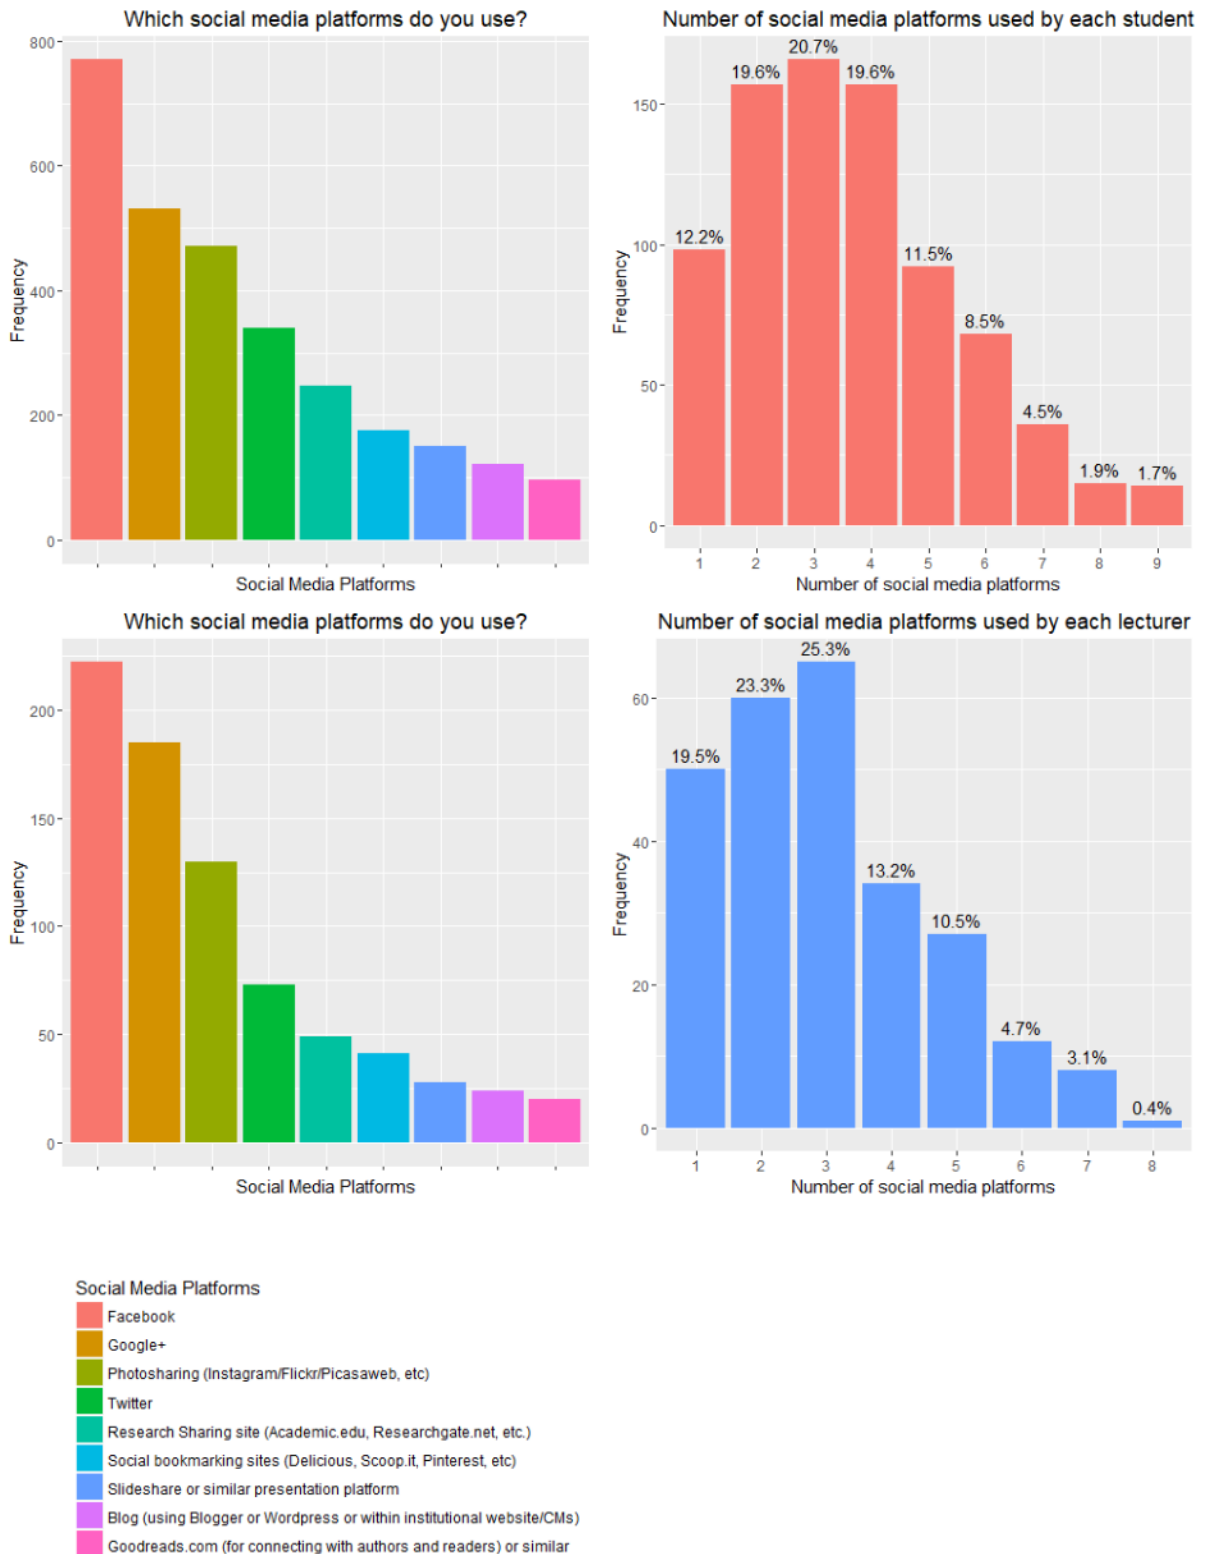 Which social media platforms do you use?
800
600
400
200
0
Frequency
Social Media Platforms
Number of social media platforms used by each student
150
100
50
0
Frequency
12.2%
19.6%
20.7%
19.6%
11.5%
8.5%
4.5%
1.9%
1.7%
1 2 3 4 5 6 7 8 9
Number of social media platforms
Which social media platforms do you use?
200
150
100
50
0
Frequency
Social Media Platforms
Number of social media platforms used by each lecturer
60
40
20
0
Frequency
19.5%
23.3%
25.3%
13.2%
10.5%
4.7%
3.1%
0.4%
1 2 3 4 5 6 7 8
Number of social media platforms
Social Media Platforms
Facebook
Google+
Photosharing (Instagram/Flickr/Picasaweb, etc)
Twitter
Research Sharing site (Academic.edu, Researchgate.net, etc.)
Social bookmarking sites (Delicious, Scoop.it, Pinterest, etc)
Slideshare or similar presentation platform
Blog (using Blogger or Wordpress or within institutional website/CMs)
Goodreads.com (for connecting with authors and readers) or similar